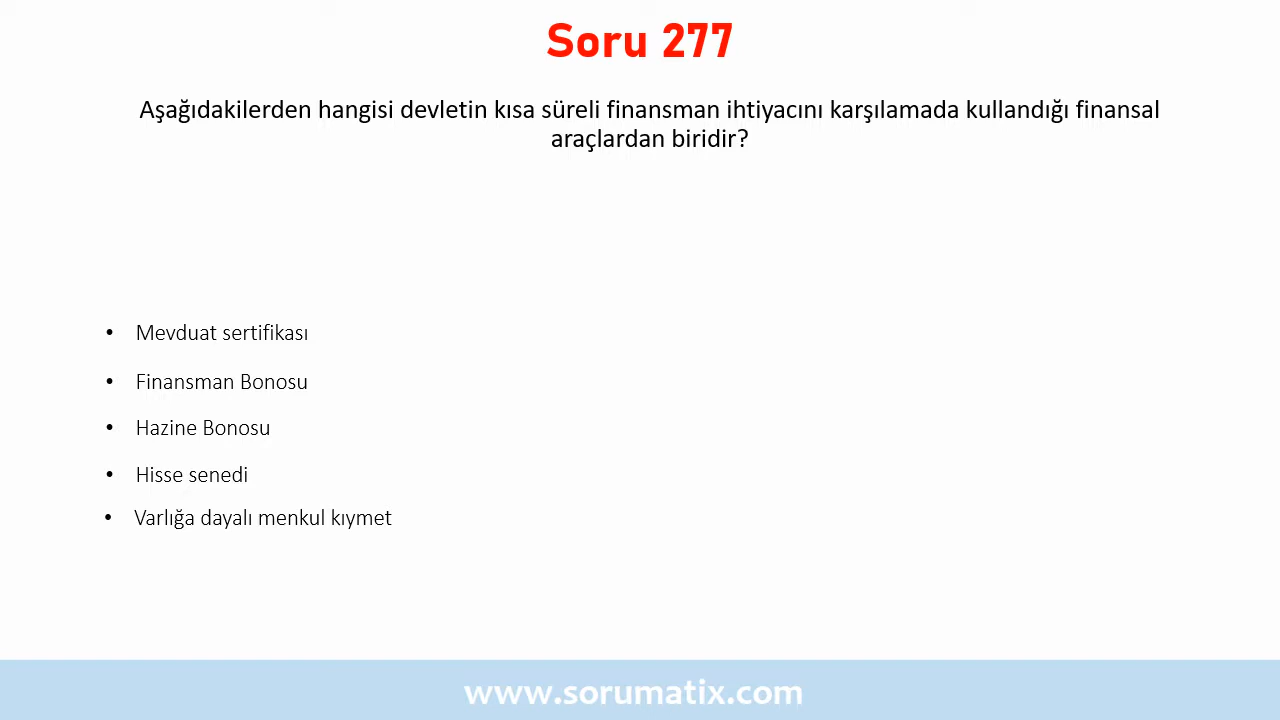 Soru 277
Aşağıdakilerden hangisi devletin kısa süreli finansman ihtiyacını karşılamada kullandığı finansal
araçlardan biridir?
• Mevduat sertifikası
• Finansman Bonosu
• Hazine Bonosu
• Hisse senedi
• Varlığa dayalı menkul kıymet
www.sorumatix.com